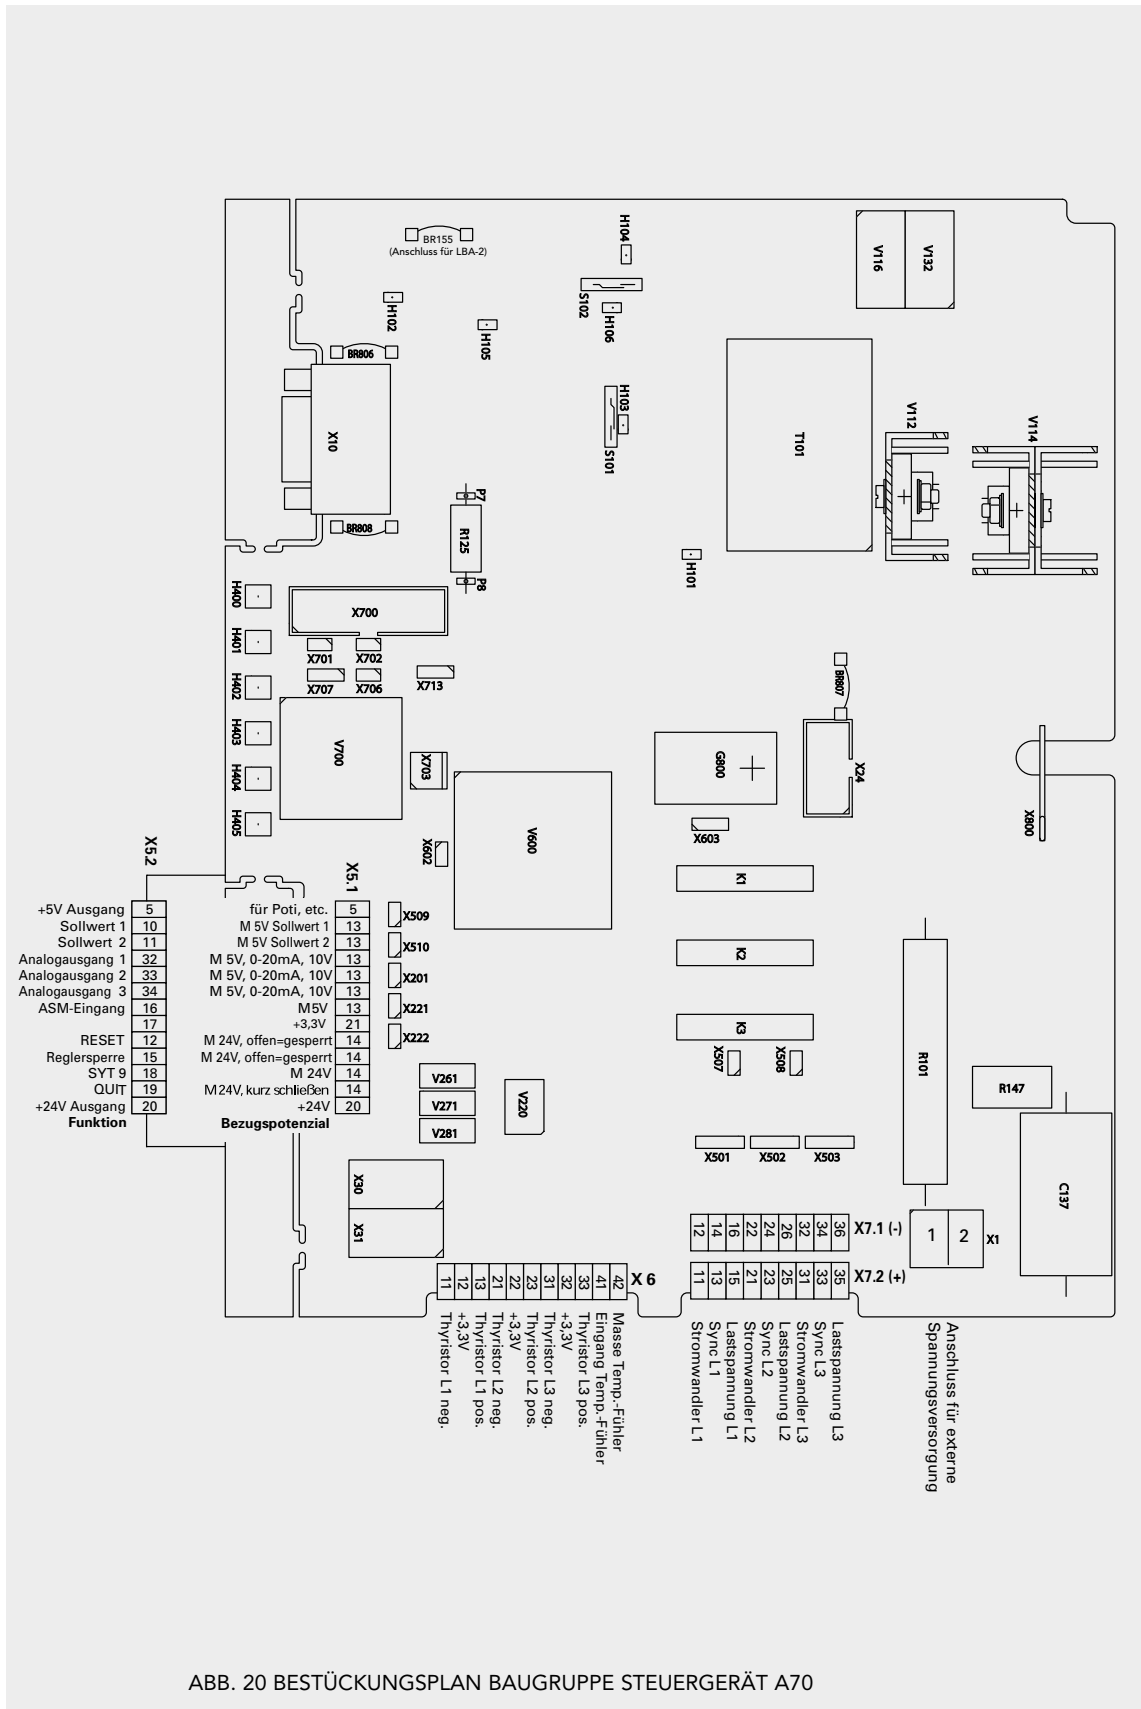 BR155
(Anschluss für LBA-2)
H104
S102
H106
H102
H105
BR806
X10
BR808
H103
S101
P7
R125
P8
V116
V132
T101
V112
V114
H101
H400
H401
H402
H403
H404
H405
X700
X701
X702
X707
X706
X713
V700
X703
V600
X602
G800
BR807
X24
X603
X800
K1
K2
K3
X507
X508
R101
R147
C137
X5.2
X5.1
+5V Ausgang 5 für Poti, etc. 5
Sollwert 1 10 M 5V Sollwert 1 13
Sollwert 2 11 M 5V Sollwert 2 13
Analogausgang 1 32 M 5V, 0-20mA, 10V 13
Analogausgang 2 33 M 5V, 0-20mA, 10V 13
Analogausgang 3 34 M 5V, 0-20mA, 10V 13
ASM-Eingang 16 M5V 13
17 +3,3V 21
RESET 12 M 24V, offen=gesperrt 14
Reglersperre 15 M 24V, offen=gesperrt 14
SYT 9 18 M 24V 14
QUIT 19 M24V, kurz schließen 14
+24V Ausgang 20 +24V 20
Funktion Bezugspotenzial
X509
X510
X201
X221
X222
V261
V271
V281
V220
X501
X502
X503
X30
X31
12 14 16 22 24 26 32 34 36 X7.1 (-)
11 13 15 21 23 25 31 33 35 X7.2 (+)
1 2 X1
11 12 13 21 22 23 31 32 33 41 42 X 6
Thyristor L1 neg.
+3,3V
Thyristor L1 pos.
Thyristor L2 neg.
+3,3V
Thyristor L2 pos.
Thyristor L3 neg.
+3,3V
Thyristor L3 pos.
Eingang Temp.-Fühler
Masse Temp.-Fühler
Stromwandler L1
Sync L1
Lastspannung L1
Stromwandler L2
Sync L2
Lastspannung L2
Stromwandler L3
Sync L3
Lastspannung L3
Anschluss für externe
Spannungsversorgung
ABB. 20 BESTÜCKUNGSPLAN BAUGRUPPE STEUERGERÄT A70